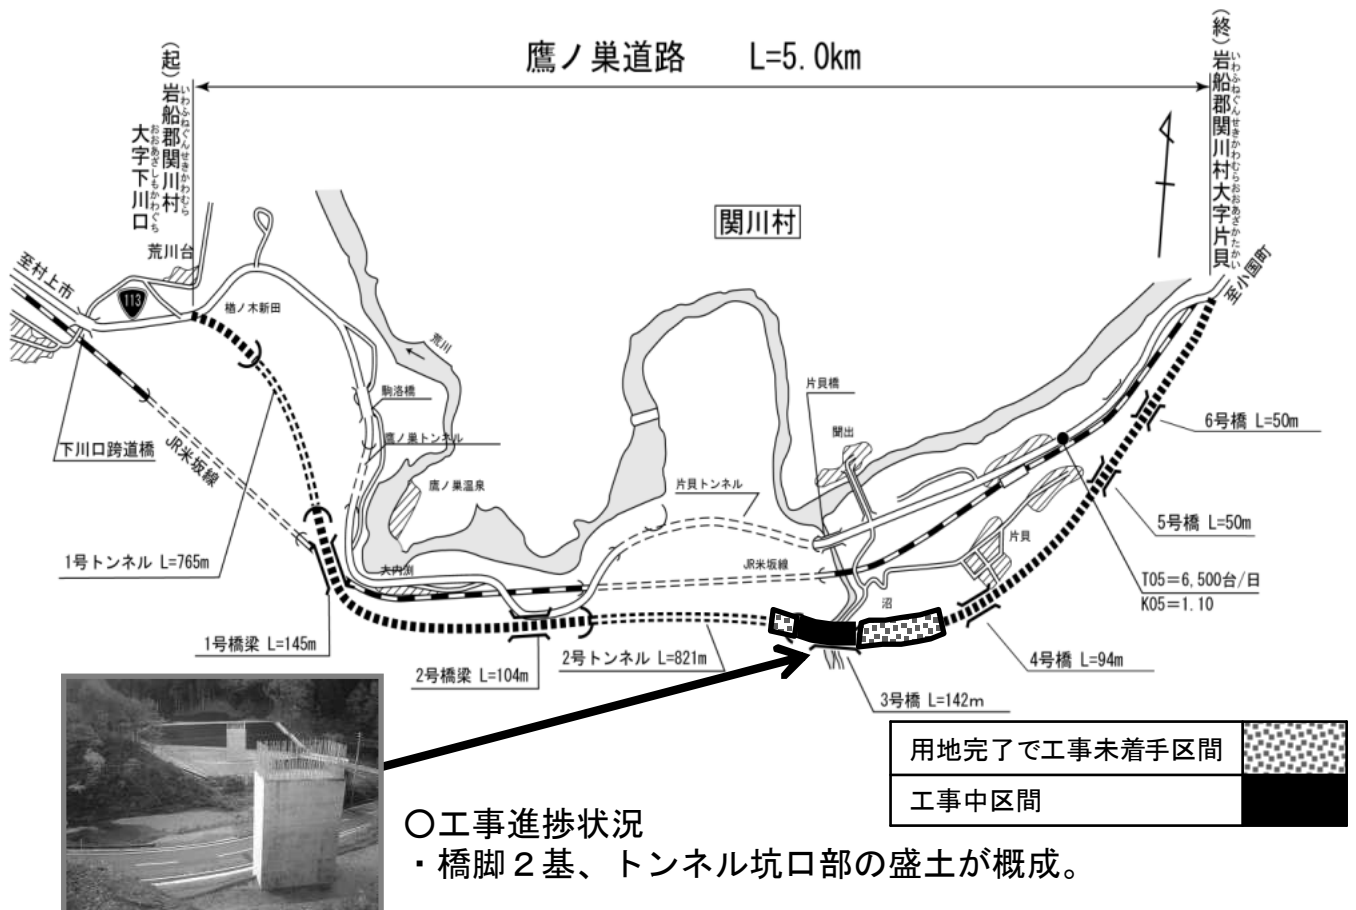 鷹ノ巣道路 L=5.0km
(起)岩船郡関川村
いわふねぐんせきかわむら
大字下川口
おおあざしもかわぐち
(終)岩船郡関川村大字片貝
いわふねぐんせきかわむらおおあざかたかい
関川村
荒川台
至村上市
113
楢ノ木新田
荒川
駒洛橋
鷹ノ巣トンネル
鷹ノ巣温泉
下川口跨道橋
JR米坂線
片貝橋
聞出
片貝トンネル
至小国町
6号橋 L=50m
5号橋 L=50m
片貝
T05=6,500台/日
K05=1.10
1号トンネル L=765m
大内渕
JR米坂線
沼
1号橋梁 L=145m
2号橋梁 L=104m
2号トンネル L=821m
3号橋 L=142m
4号橋 L=94m
用地完了で工事未着手区間
工事中区間
○工事進捗状況
・橋脚２基、トンネル坑口部の盛土が概成。